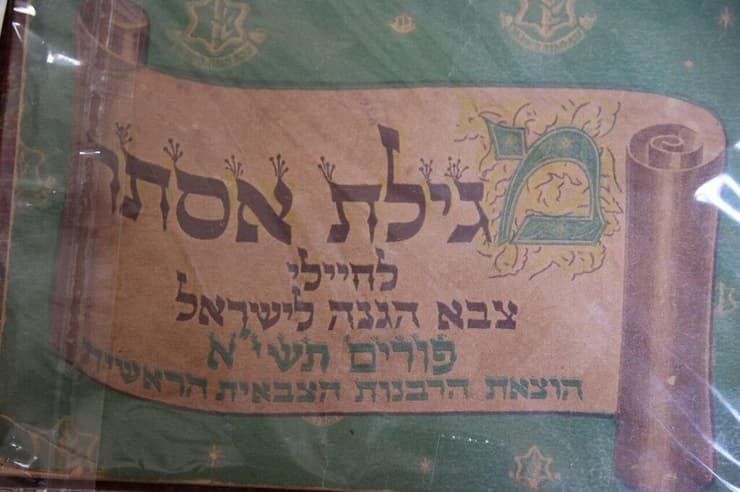 מגילת אסתר
לחיילי
צבא הגנה לישראל
פורים תשי"א
הוצאת הרבנות הצבאית הראשית